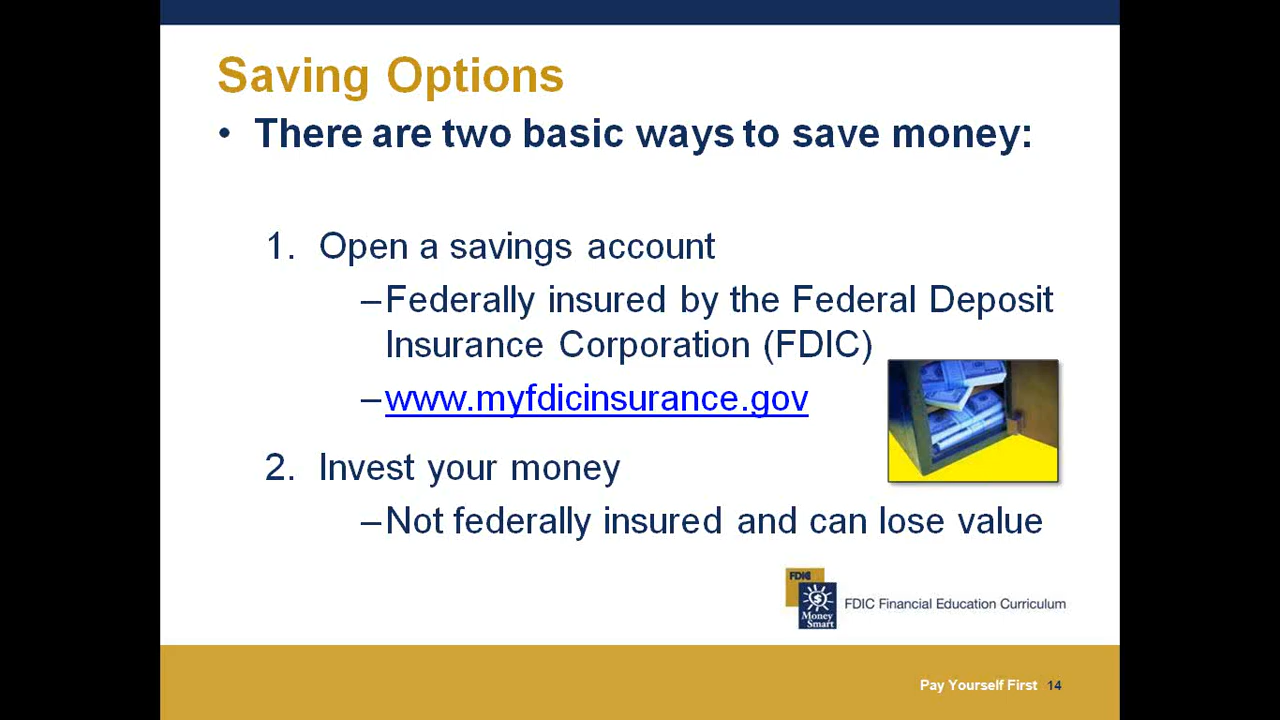 Saving Options
• There are two basic ways to save money:
1. Open a savings account
–Federally insured by the Federal Deposit
Insurance Corporation (FDIC)
–www.myfdicinsurance.gov
2. Invest your money
–Not federally insured and can lose value
FDIC
$
Money
Smart
FDIC Financial Education Curriculum
Pay Yourself First 14